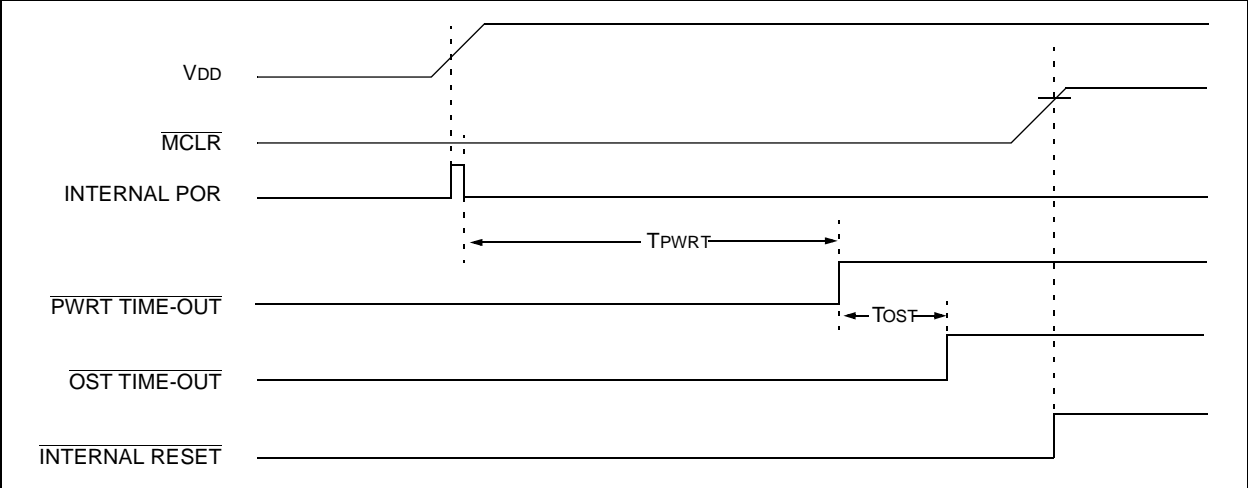 VDD
MCLR
INTERNAL POR
TPWRT
PWRT TIME-OUT
TOST
OST TIME-OUT
INTERNAL RESET